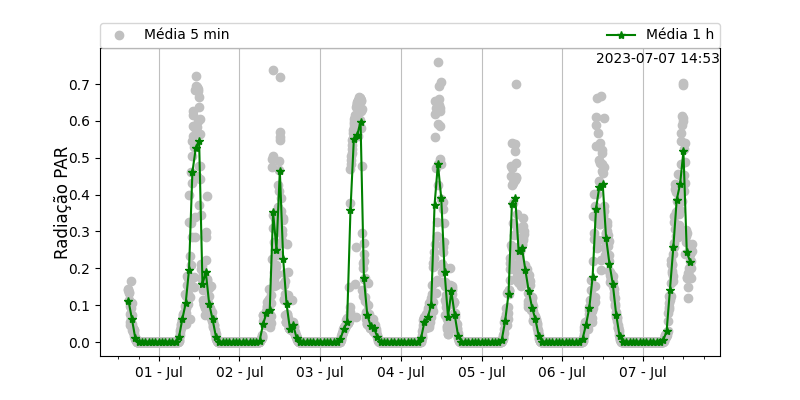 Média 5 min
Média 1 h
2023-07-07 14:53
Radiação PAR
0.7
0.6
0.5
0.4
0.3
0.2
0.1
0.0
01 - Jul
02 - Jul
03 - Jul
04 - Jul
05 - Jul
06 - Jul
07 - Jul